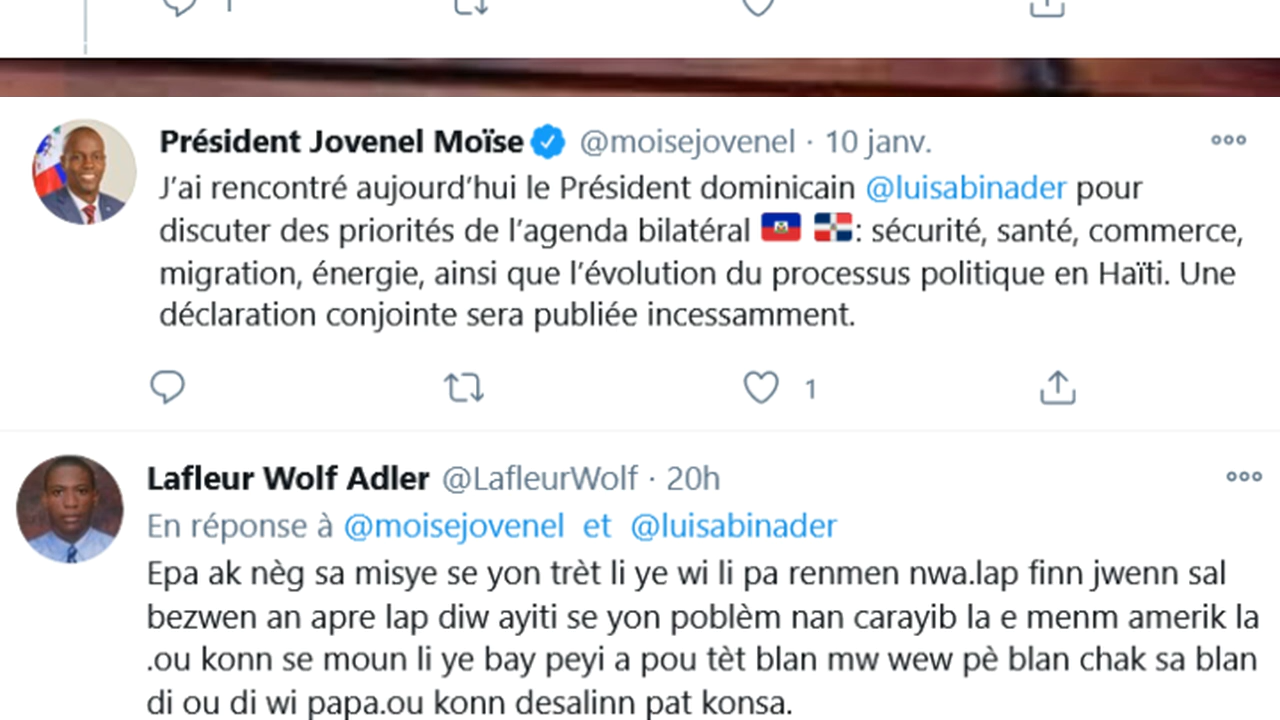 1
Président Jovenel Moïse @moisejovenel · 10 janv.
J’ai rencontré aujourd’hui le Président dominicain @luisabinader pour
discuter des priorités de l’agenda bilatéral 🇭🇹 🇩🇴: sécurité, santé, commerce,
migration, énergie, ainsi que l’évolution du processus politique en Haïti. Une
déclaration conjointe sera publiée incessamment.
1
Lafleur Wolf Adler @LafleurWolf · 20h
En réponse à @moisejovenel et @luisabinader
Epa ak nèg sa misye se yon trèt li ye wi li pa renmen nwa.lap finn jwenn sal
bezwen an apre lap diw ayiti se yon poblèm nan carayib la e menm amerik la
.ou konn se moun li ye bay peyi a pou tèt blan mw wew pè blan chak sa blan
di ou di wi papa.ou konn desalinn pat konsa.